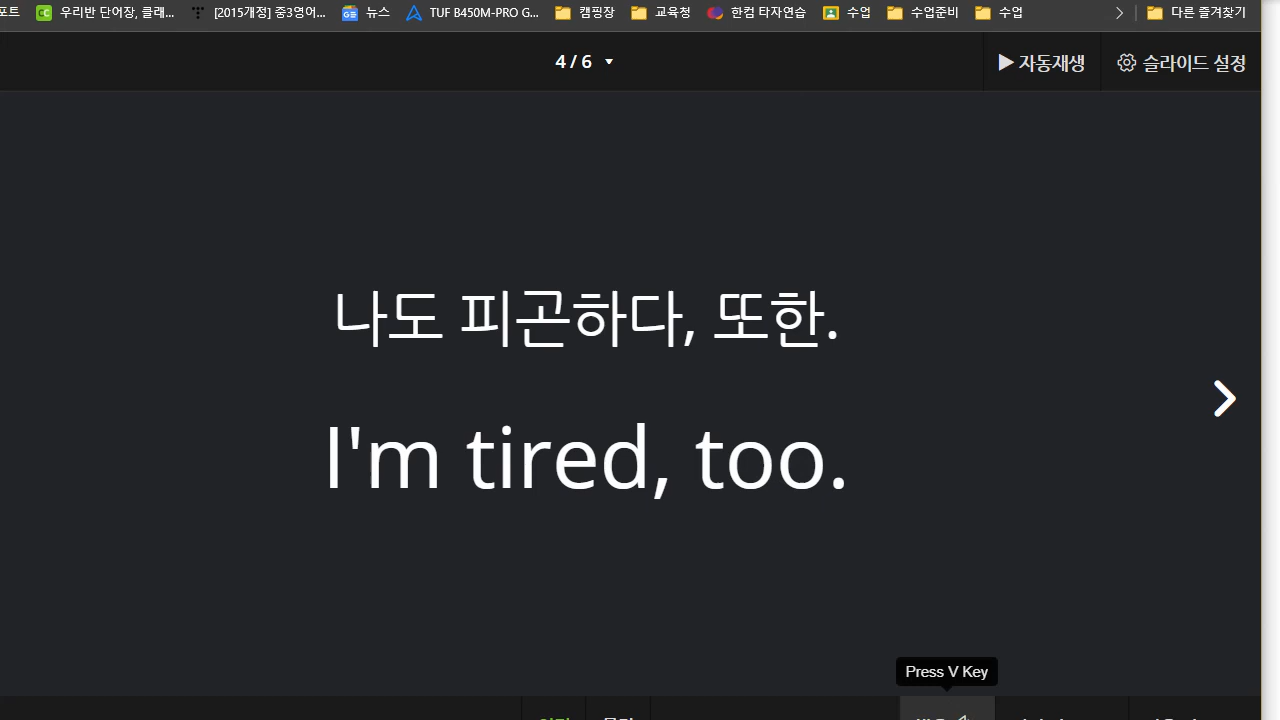 포트 우리반 단어장, 클래... [2015개정] 중3영어... 뉴스 TUF B450M-PRO G... 캠핑장 교육청 한컴 타자연습 수업 수업준비 수업 다른 즐겨찾기
4 / 6 자동재생 슬라이드 설정
나도 피곤하다, 또한.
I'm tired, too.
Press V Key